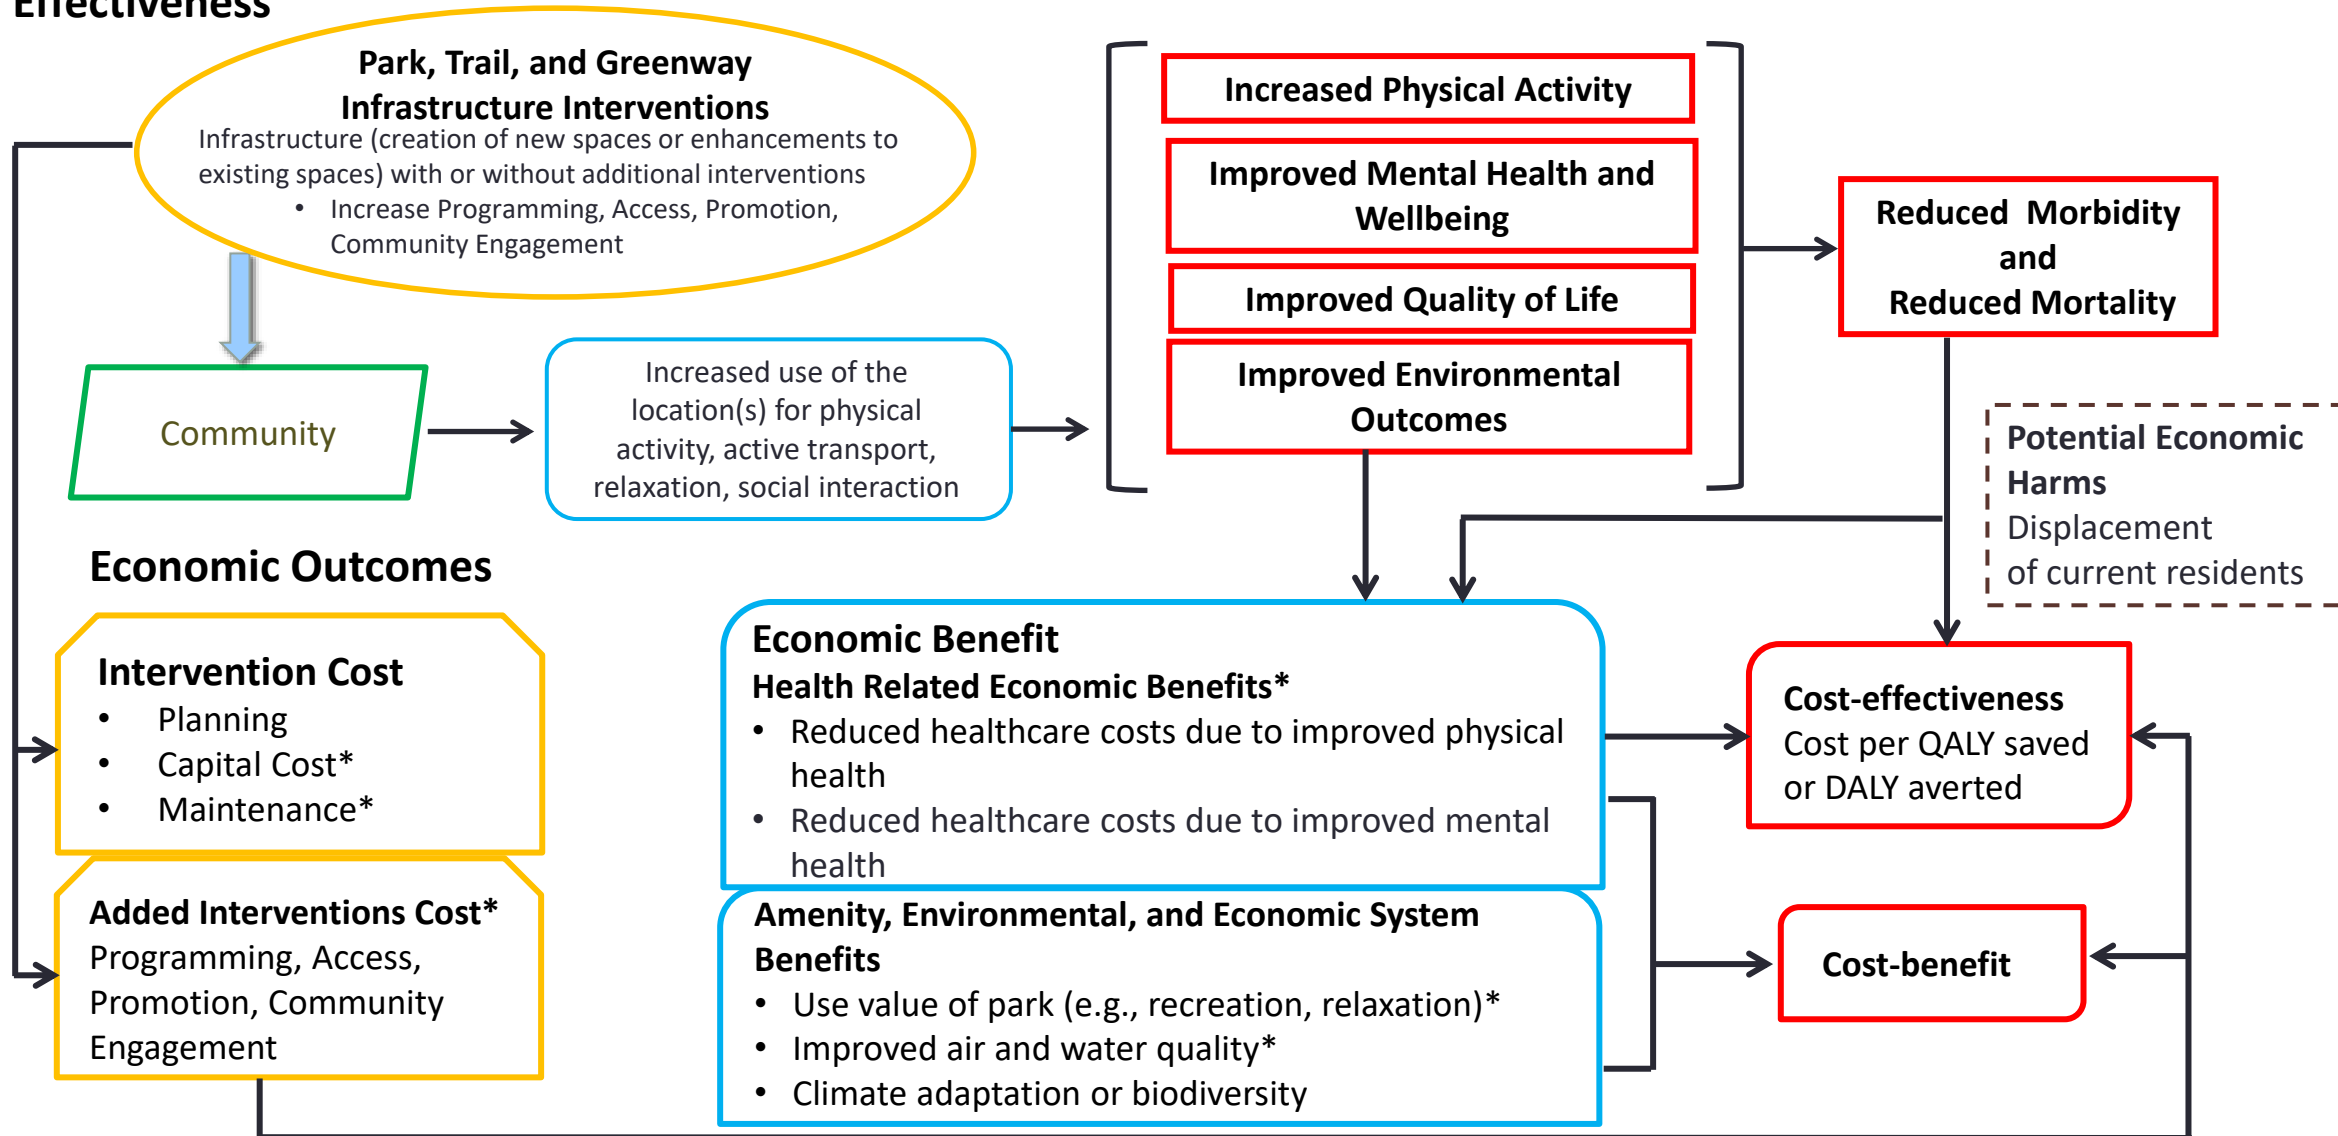 Effectiveness
Park, Trail, and Greenway
Infrastructure Interventions
Infrastructure (creation of new spaces or enhancements to
existing spaces) with or without additional interventions
• Increase Programming, Access, Promotion,
Community Engagement
Community
Increased use of the
location(s) for physical
activity, active transport,
relaxation, social interaction
Increased Physical Activity
Improved Mental Health and
Wellbeing
Improved Quality of Life
Improved Environmental
Outcomes
Reduced Morbidity
and
Reduced Mortality
Potential Economic
Harms
Displacement
of current residents
Economic Outcomes
Intervention Cost
• Planning
• Capital Cost*
• Maintenance*
Added Interventions Cost*
Programming, Access,
Promotion, Community
Engagement
Economic Benefit
Health Related Economic Benefits*
• Reduced healthcare costs due to improved physical
health
• Reduced healthcare costs due to improved mental
health
Amenity, Environmental, and Economic System
Benefits
• Use value of park (e.g., recreation, relaxation)*
• Improved air and water quality*
• Climate adaptation or biodiversity
Cost-effectiveness
Cost per QALY saved
or DALY averted
Cost-benefit